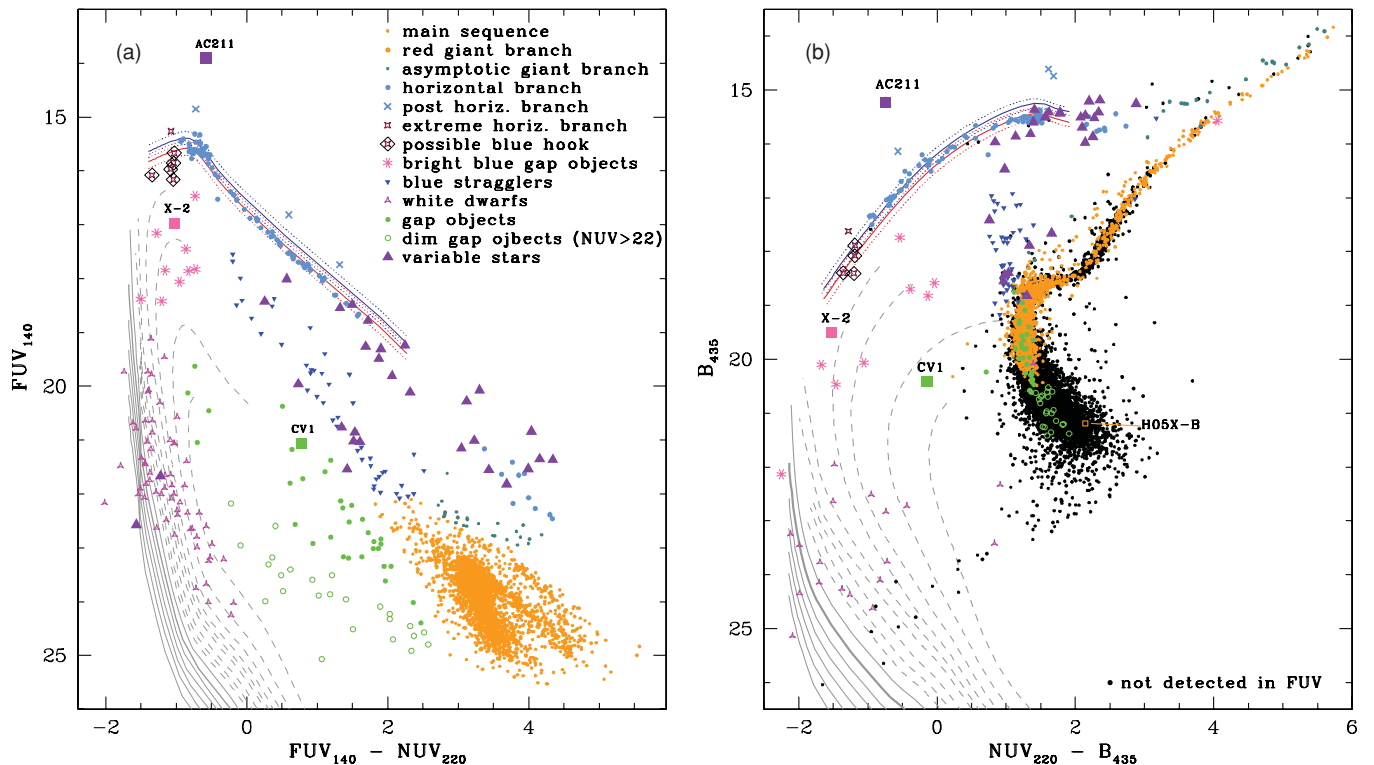 (a)
AC211
main sequence
red giant branch
asymptotic giant branch
horizontal branch
post horiz. branch
extreme horiz. branch
possible blue hook
bright blue gap objects
blue stragglers
white dwarfs
gap objects
dim gap ojbects (NUV>22)
variable stars
X-2
CV1
15
20
25
FUV140
−2
0
2
4
FUV140 − NUV220
(b)
AC211
X-2
CV1
H05X-B
not detected in FUV
15
20
25
B435
−2
0
2
4
6
NUV220 − B435